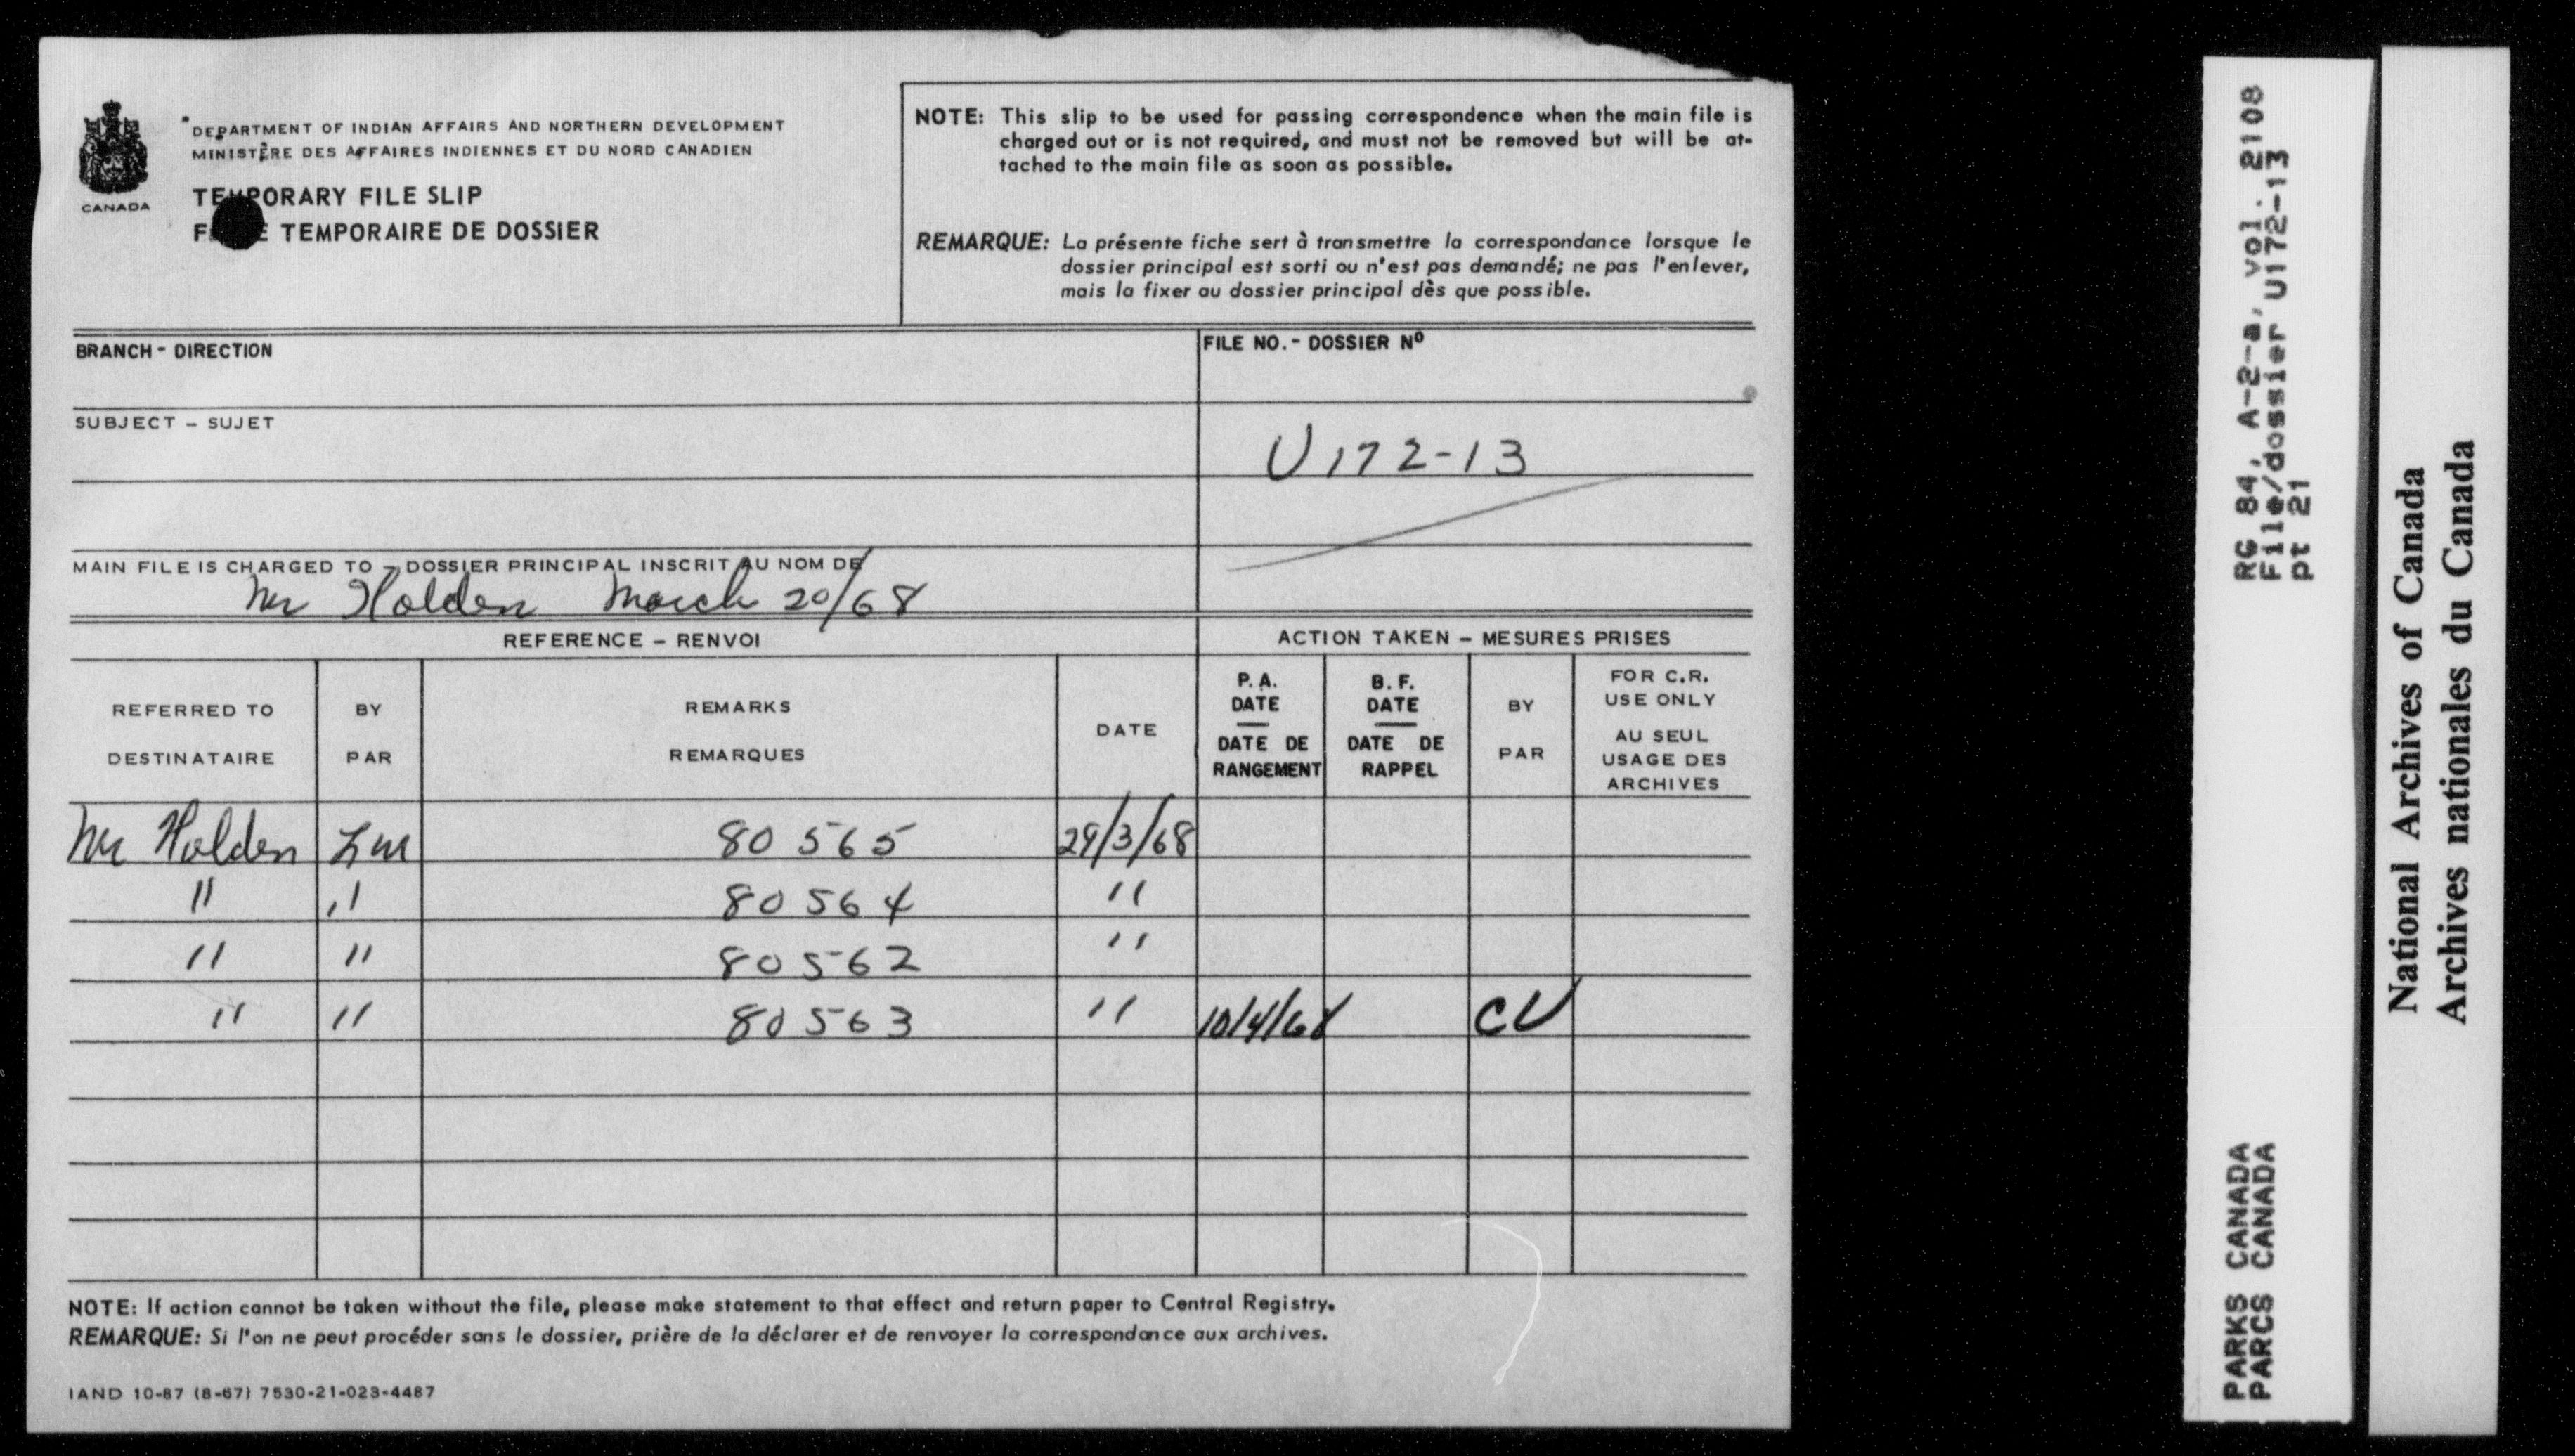 DEPARTMENT OF INDIAN AFFAIRS AND NORTHERN DEVELOPMENT
MINISTÈRE DES AFFAIRES INDIENNES ET DU NORD CANADIEN
CANADA
TEMPORARY FILE SLIP
TEMPORAIRE DE DOSSIER
NOTE: This slip to be used for passing correspondence when the main file is
charged out or is not required, and must not be removed but will be at-
tached to the main file as soon as possible.
REMARQUE: La présente fiche sert à transmettre la correspondance lorsque le
dossier principal est sorti ou n'est pas demandé; ne pas l'enlever,
mais la fixer au dossier principal dès que possible.
BRANCH - DIRECTION
FILE NO. - DOSSIER Nº
SUBJECT - SUJET
U172-13
MAIN FILE IS CHARGED TO - DOSSIER PRINCIPAL INSCRIT AU NOM DE
Mr Holden March 20/68
REFERENCE - RENVOI
ACTION TAKEN - MESURES PRISES
REFERRED TO
DESTINATAIRE
BY
PAR
REMARKS
REMARQUES
DATE
P.A.
DATE
DATE DE
RANGEMENT
B.F.
DATE
DATE DE
RAPPEL
BY
PAR
FOR C.R.
USE ONLY
AU SEUL
USAGE DES
ARCHIVES
Mr Holden 80565 29/3/68
" " 80564 "
" " 80562 "
" " 80563 " 10/4/68 CV
NOTE: If action cannot be taken without the file, please make statement to that effect and return paper to Central Registry.
REMARQUE: Si l'on ne peut procéder sans le dossier, prière de la déclarer et de renvoyer la correspondance aux archives.
IAND 10-87 (8-67) 7530-21-023-4487
RG 84, A-2-a, vol. 2108
File/dossier U172-13
pt 21
PARKS CANADA
PARCS CANADA
National Archives of Canada
Archives nationales du Canada